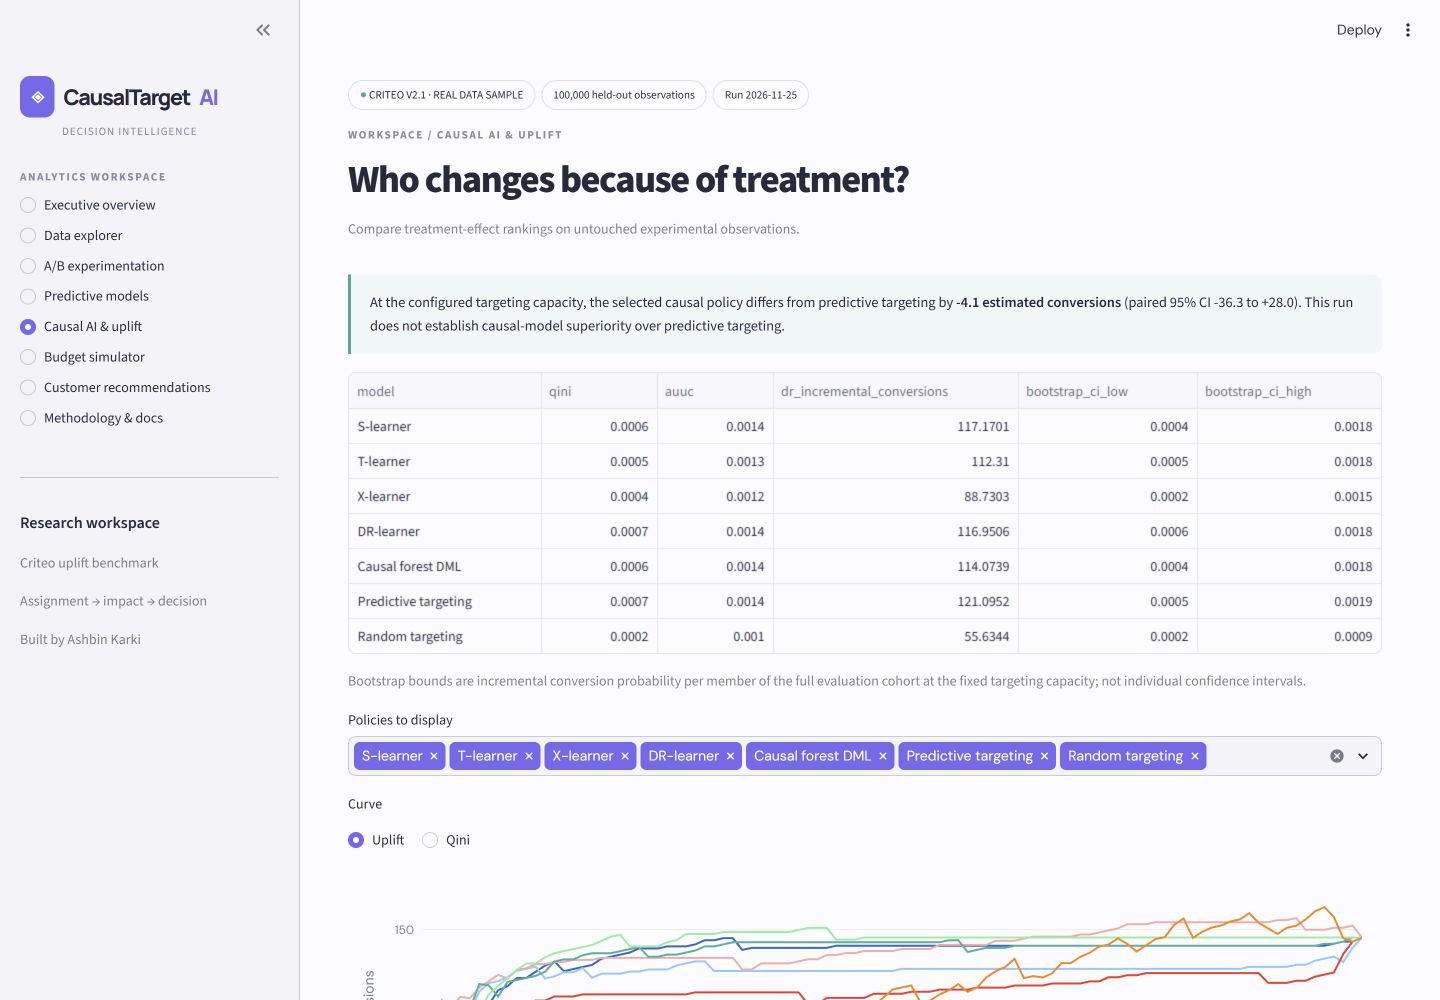 Deploy
CausalTarget AI
DECISION INTELLIGENCE
ANALYTICS WORKSPACE
Executive overview
Data explorer
A/B experimentation
Predictive models
Causal AI & uplift
Budget simulator
Customer recommendations
Methodology & docs
Research workspace
Criteo uplift benchmark
Assignment → impact → decision
Built by Ashbin Karki
CRITEO V2.1 · REAL DATA SAMPLE
100,000 held-out observations
Run 2026-11-25
WORKSPACE / CAUSAL AI & UPLIFT
Who changes because of treatment?
Compare treatment-effect rankings on untouched experimental observations.
At the configured targeting capacity, the selected causal policy differs from predictive targeting by -4.1 estimated conversions (paired 95% CI -36.3 to +28.0). This run
does not establish causal-model superiority over predictive targeting.
model qini auuc dr_incremental_conversions bootstrap_ci_low bootstrap_ci_high
S-learner 0.0006 0.0014 117.1701 0.0004 0.0018
T-learner 0.0005 0.0013 112.31 0.0005 0.0018
X-learner 0.0004 0.0012 88.7303 0.0002 0.0015
DR-learner 0.0007 0.0014 116.9506 0.0006 0.0018
Causal forest DML 0.0006 0.0014 114.0739 0.0004 0.0018
Predictive targeting 0.0007 0.0014 121.0952 0.0005 0.0019
Random targeting 0.0002 0.001 55.6344 0.0002 0.0009
Bootstrap bounds are incremental conversion probability per member of the full evaluation cohort at the fixed targeting capacity; not individual confidence intervals.
Policies to display
S-learner × T-learner × X-learner × DR-learner × Causal forest DML × Predictive targeting × Random targeting ×
Curve
Uplift Qini
150